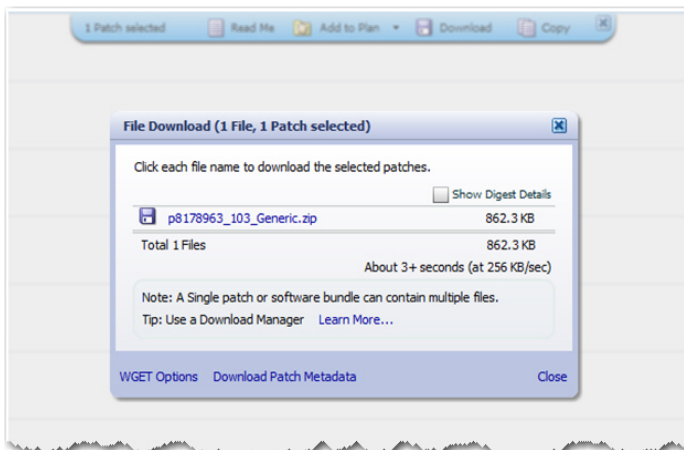 1 Patch selected Read Me Add to Plan Download Copy
File Download (1 File, 1 Patch selected)
Click each file name to download the selected patches.
Show Digest Details
p8178963_103_Generic.zip 862.3 KB
Total 1 Files 862.3 KB
About 3+ seconds (at 256 KB/sec)
Note: A Single patch or software bundle can contain multiple files.
Tip: Use a Download Manager Learn More...
WGET Options Download Patch Metadata Close